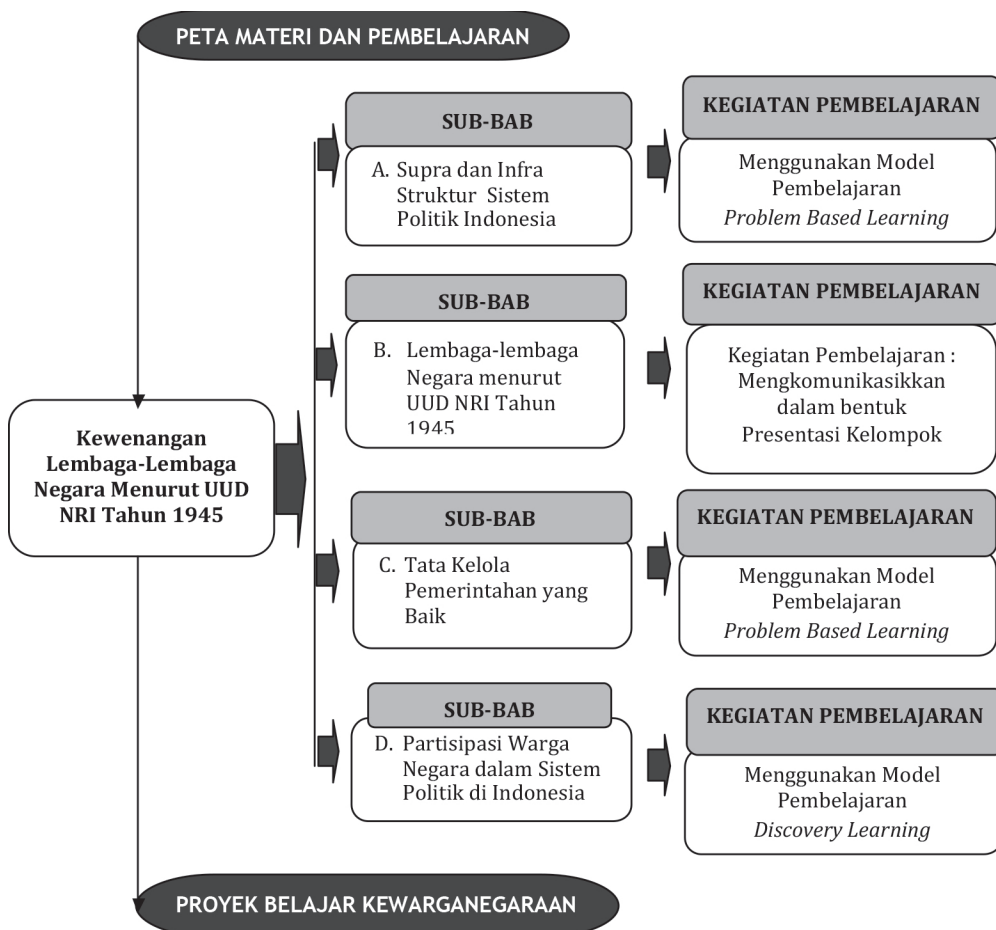 PETA MATERI DAN PEMBELAJARAN
SUB-BAB
A. Supra dan Infra
Struktur Sistem
Politik Indonesia
KEGIATAN PEMBELAJARAN
Menggunakan Model
Pembelajaran
Problem Based Learning
SUB-BAB
B. Lembaga-lembaga
Negara menurut
UUD NRI Tahun
1945
KEGIATAN PEMBELAJARAN
Kegiatan Pembelajaran :
Mengkomunikasikkan
dalam bentuk
Presentasi Kelompok
Kewenangan
Lembaga-Lembaga
Negara Menurut UUD
NRI Tahun 1945
SUB-BAB
C. Tata Kelola
Pemerintahan yang
Baik
KEGIATAN PEMBELAJARAN
Menggunakan Model
Pembelajaran
Problem Based Learning
SUB-BAB
D. Partisipasi Warga
Negara dalam Sistem
Politik di Indonesia
KEGIATAN PEMBELAJARAN
Menggunakan Model
Pembelajaran
Discovery Learning
PROYEK BELAJAR KEWARGANEGARAAN